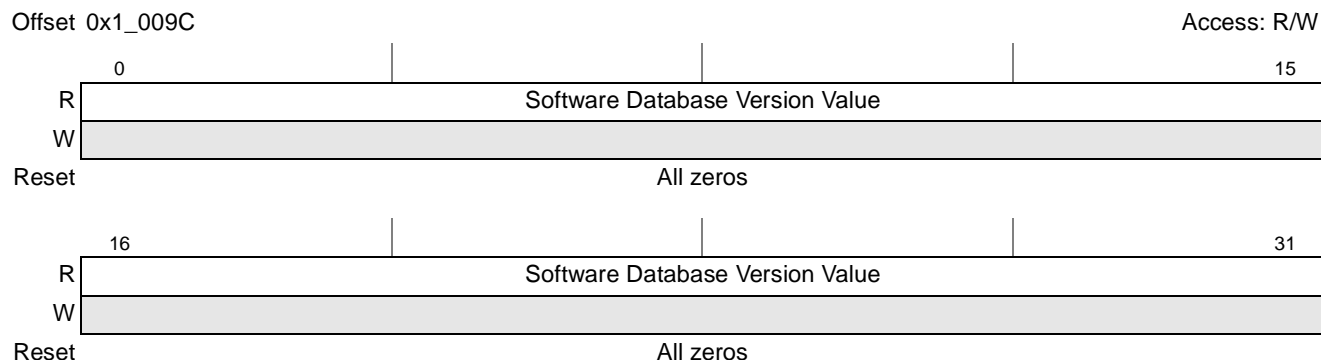 Offset 0x1_009C Access: R/W
0 15
R Software Database Version Value
W
Reset All zeros
16 31
R Software Database Version Value
W
Reset All zeros